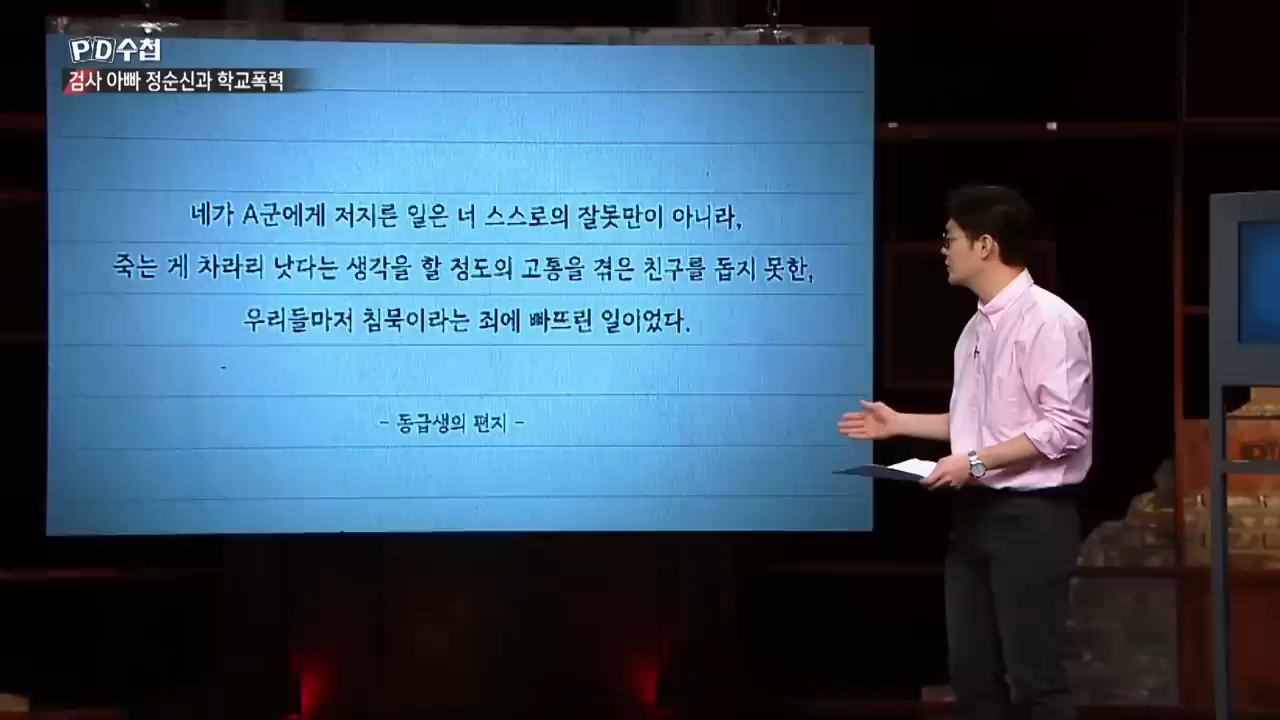 PD수첩
검사 아빠 정순신과 학교폭력
네가 A군에게 저지른 일은 너 스스로의 잘못만이 아니라,
죽는 게 차라리 낫다는 생각을 할 정도의 고통을 겪은 친구를 돕지 못한,
우리들마저 침묵이라는 죄에 빠뜨린 일이었다.
- 동급생의 편지 -